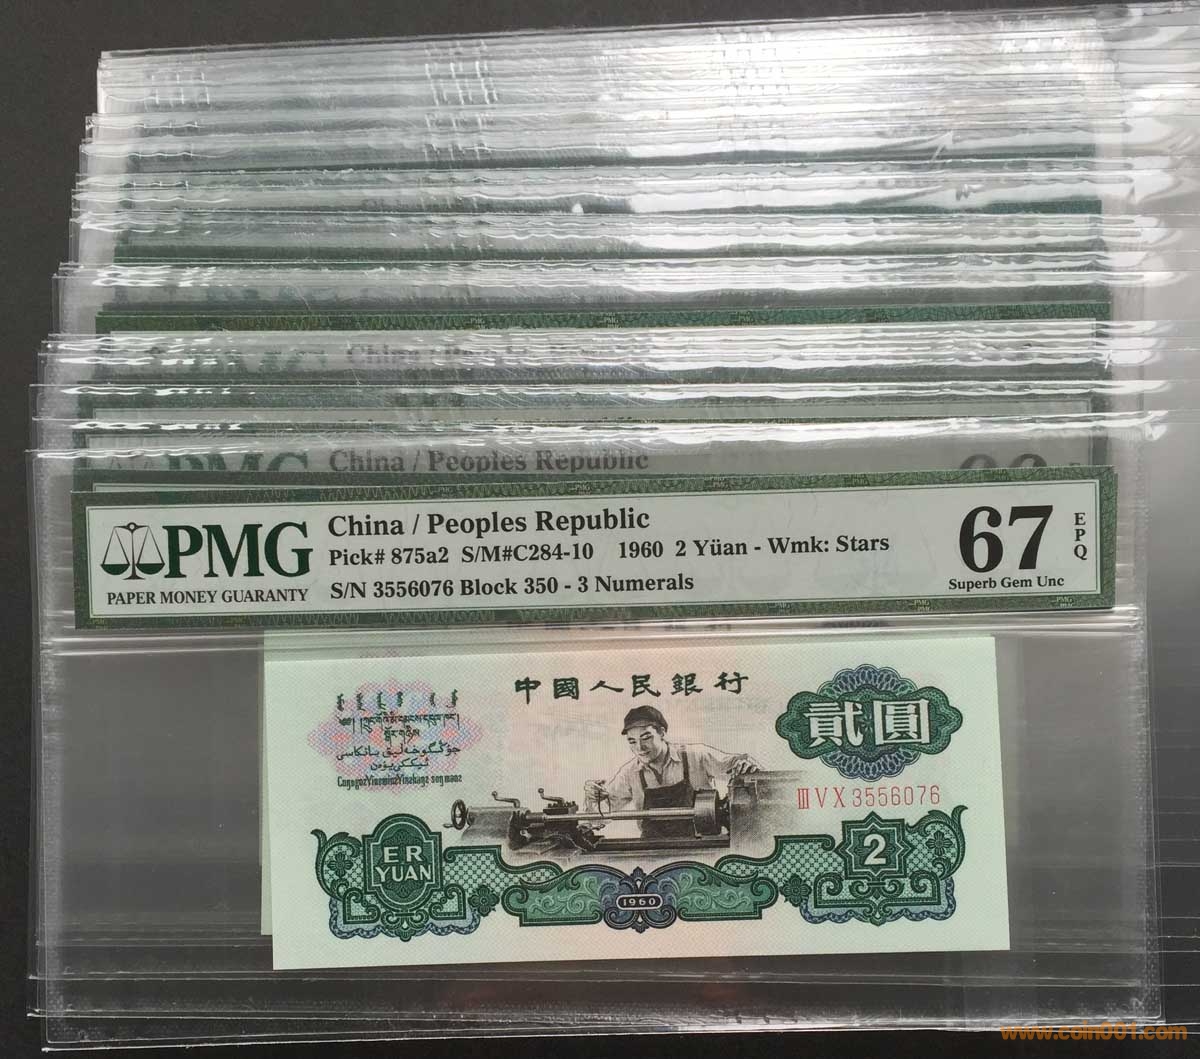 China / Peoples Republic
PMG
China / Peoples Republic
PMG
PAPER MONEY GUARANTY
China / Peoples Republic
Pick# 875a2 S/M#C284-10 1960 2 Yüan - Wmk: Stars
S/N 3556076 Block 350 - 3 Numerals
67
EPQ
Superb Gem Unc
中國人民銀行
貳圓
ⅢⅤⅩ3556076
ER
YUAN
2
1960
www.coin001.com